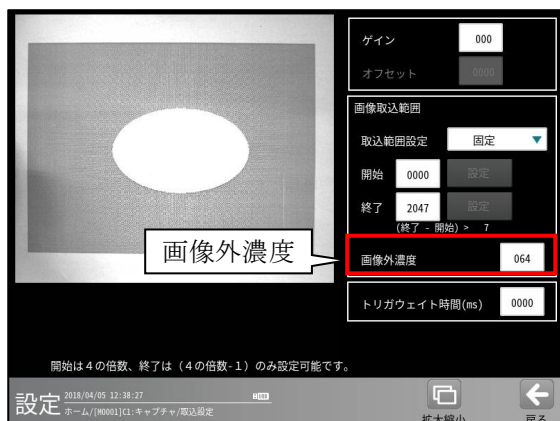 ゲイン 000
オフセット 0000
画像取込範囲
取込範囲設定 固定
開始 0000 設定
終了 2047 設定
(終了 - 開始) > 7
画像外濃度
画像外濃度 064
トリガウェイト時間(ms) 0000
開始は4の倍数、終了は(4の倍数-1)のみ設定可能です。
設定
2018/04/05 12:38:27
ホーム/[M0001]C1:キャプチャ/取込設定
拡大縮小
戻る